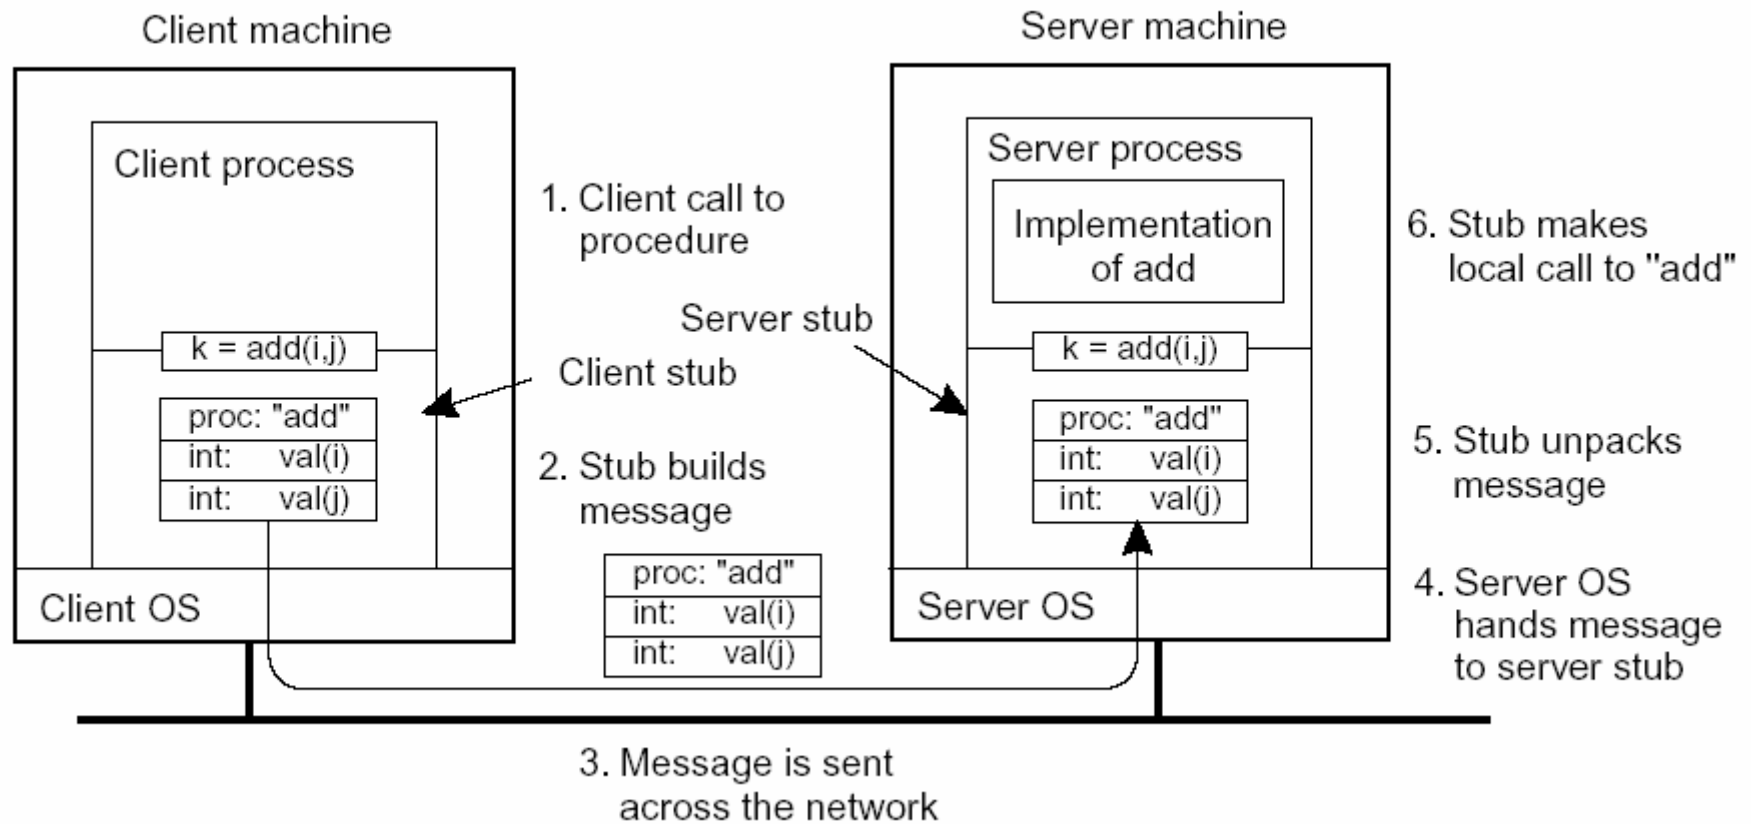 Client machine
Server machine
Client process
1. Client call to
procedure
k = add(i,j)
Client stub
proc: "add"
int: val(i)
int: val(j)
2. Stub builds
message
proc: "add"
int: val(i)
int: val(j)
Client OS
3. Message is sent
across the network
Server process
Implementation
of add
Server stub
k = add(i,j)
proc: "add"
int: val(i)
int: val(j)
Server OS
6. Stub makes
local call to "add"
5. Stub unpacks
message
4. Server OS
hands message
to server stub